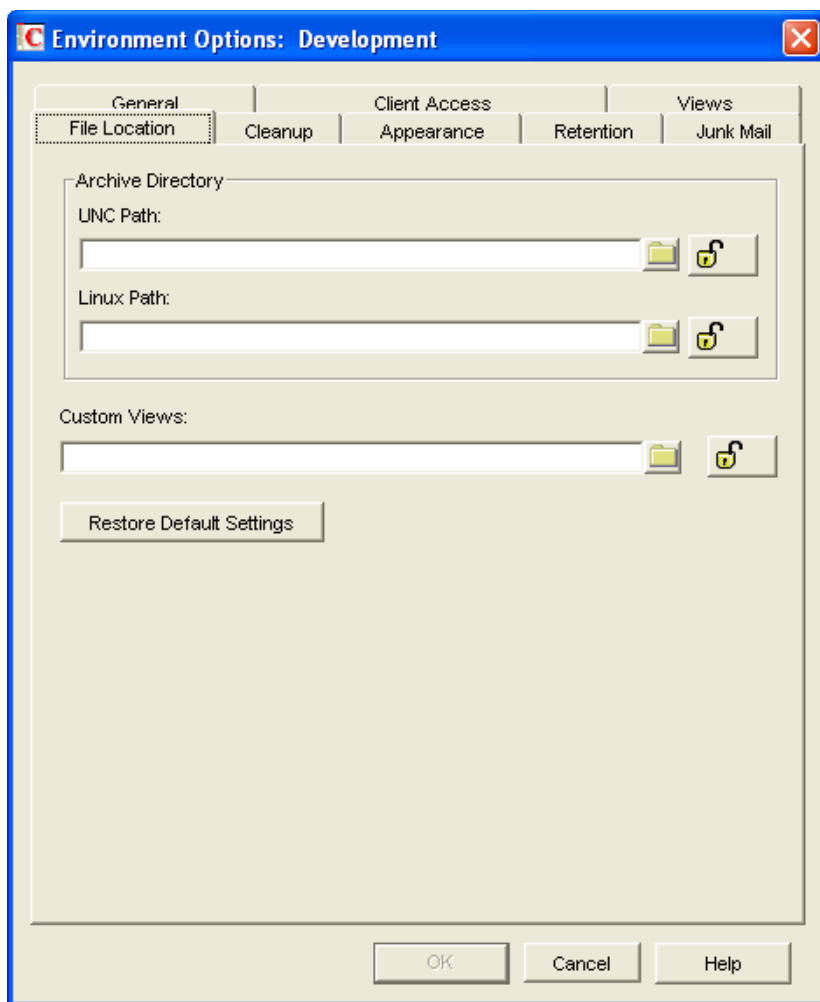 C Environment Options: Development
General Client Access Views
File Location Cleanup Appearance Retention Junk Mail
Archive Directory
UNC Path:
Linux Path:
Custom Views:
Restore Default Settings
OK Cancel Help